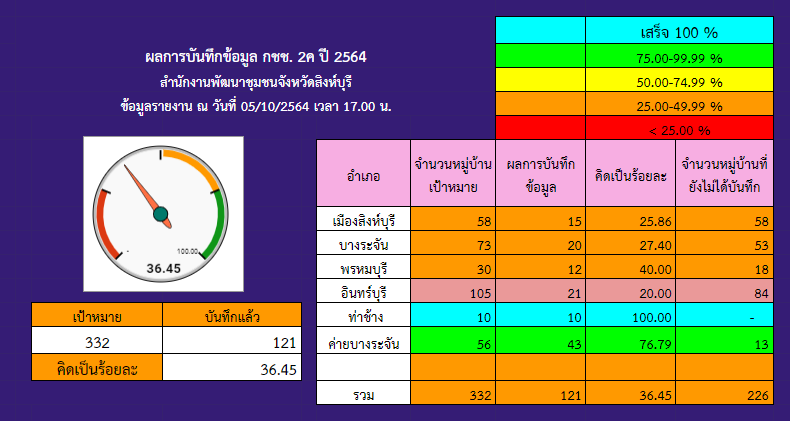 ผลการบันทึกข้อมูล กชช. 2ค ปี 2564
สำนักงานพัฒนาชุมชนจังหวัดสิงห์บุรี
ข้อมูลรายงาน ณ วันที่ 05/10/2564 เวลา 17.00 น.
เสร็จ 100 %
75.00-99.99 %
50.00-74.99 %
25.00-49.99 %
< 25.00 %
- 100.00
36.45
เป้าหมาย บันทึกแล้ว
332 121
คิดเป็นร้อยละ 36.45
อำเภอ จำนวนหมู่บ้านเป้าหมาย ผลการบันทึกข้อมูล คิดเป็นร้อยละ จำนวนหมู่บ้านที่ยังไม่ได้บันทึก
เมืองสิงห์บุรี 58 15 25.86 58
บางระจัน 73 20 27.40 53
พรหมบุรี 30 12 40.00 18
อินทร์บุรี 105 21 20.00 84
ท่าช้าง 10 10 100.00 -
ค่ายบางระจัน 56 43 76.79 13
รวม 332 121 36.45 226